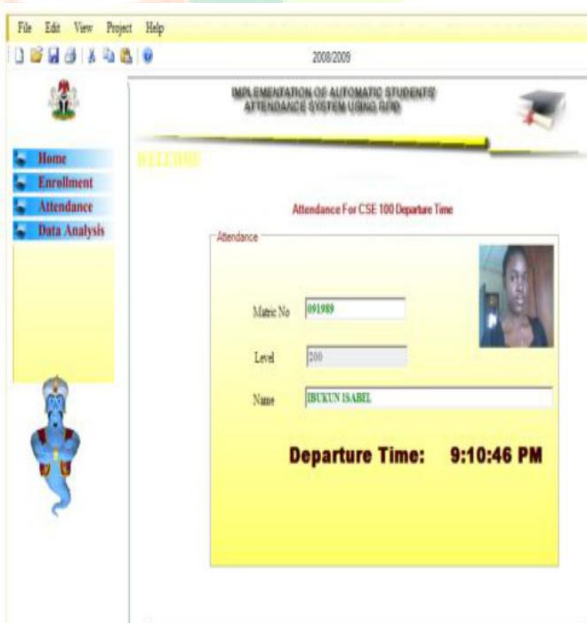 File Edit View Project Help
2008/2009
IMPLEMENTATION OF AUTOMATIC STUDENTS'
ATTENDANCE SYSTEM USING RFID
WELCOME
Home
Enrollment
Attendance
Data Analysis
Attendance For CSE 100 Departure Time
Attendance
Matric No 091989
Level 200
Name IBUKUN ISABEL
Departure Time: 9:10:46 PM